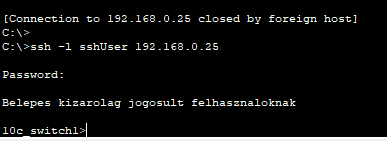 [Connection to 192.168.0.25 closed by foreign host]
C:\>
C:\>ssh -l sshUser 192.168.0.25
Password:
Belepes kizarolag jogosult felhasznaloknak
l0c_switch1>